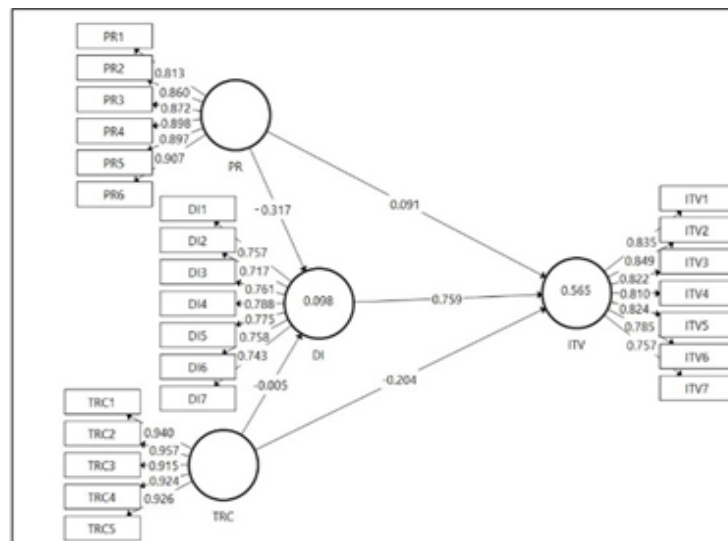 PR1
PR2
PR3
PR4
PR5
PR6
0.813
0.860
0.872
0.898
0.897
0.907
PR
-0.317
0.091
DI1
DI2
DI3
DI4
DI5
DI6
DI7
0.757
0.717
0.761
0.788
0.775
0.758
0.743
0.098
DI
0.759
-0.005
-0.204
TRC1
TRC2
TRC3
TRC4
TRC5
0.940
0.957
0.915
0.924
0.926
TRC
0.565
ITV
0.835
0.849
0.822
0.810
0.824
0.785
0.757
ITV1
ITV2
ITV3
ITV4
ITV5
ITV6
ITV7